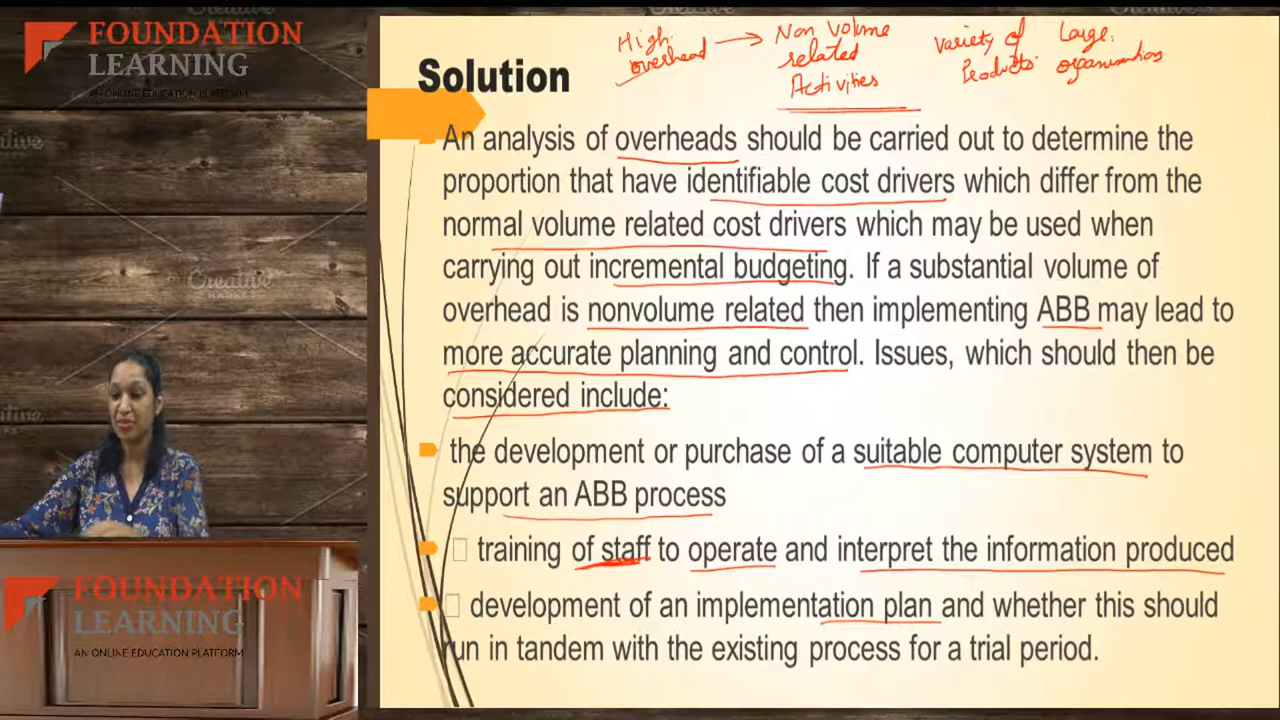 FOUNDATION
LEARNING
AN ONLINE EDUCATION PLATFORM
High overhead → Non Volume related Activities
Variety of Products.
Large organisations
Solution
An analysis of overheads should be carried out to determine the
proportion that have identifiable cost drivers which differ from the
normal volume related cost drivers which may be used when
carrying out incremental budgeting. If a substantial volume of
overhead is nonvolume related then implementing ABB may lead to
more accurate planning and control. Issues, which should then be
considered include:
the development or purchase of a suitable computer system to
support an ABB process
training of staff to operate and interpret the information produced
development of an implementation plan and whether this should
run in tandem with the existing process for a trial period.
Creative
Creative
FOUNDATION
LEARNING
AN ONLINE EDUCATION PLATFORM